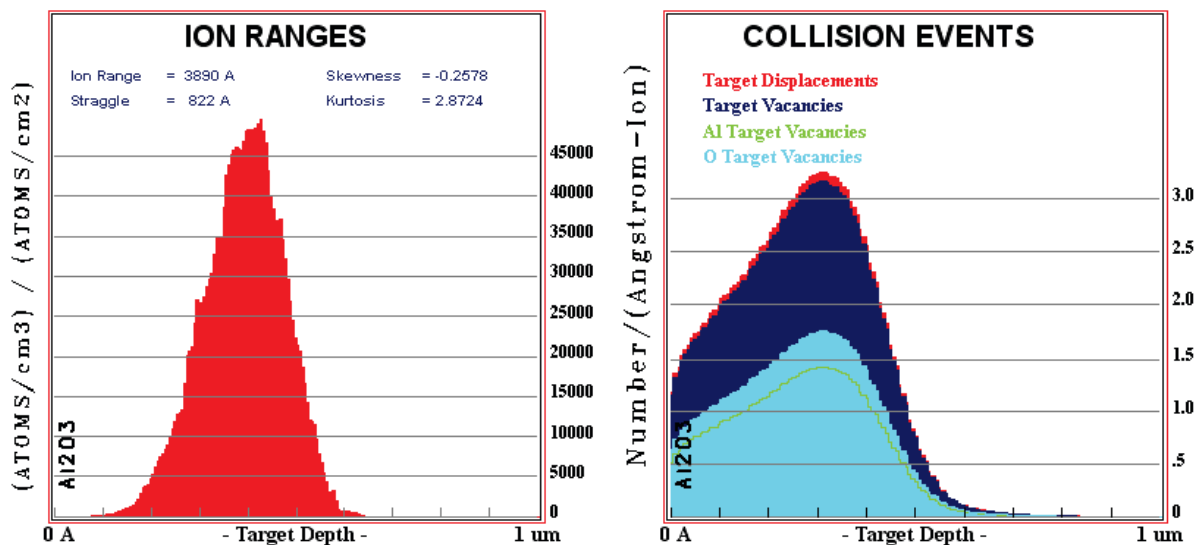 ION RANGES
Ion Range = 3890 A Skewness = -0.2578
Straggle = 822 A Kurtosis = 2.8724
(ATOMS/cm3) / (ATOMS/cm2)
45000
40000
35000
30000
25000
20000
15000
10000
5000
0
Al2O3
0 A - Target Depth - 1 um
COLLISION EVENTS
Target Displacements
Target Vacancies
Al Target Vacancies
O Target Vacancies
Number/(Angstrom-Ion)
3.0
2.5
2.0
1.5
1.0
.5
0
Al2O3
0 A - Target Depth - 1 um